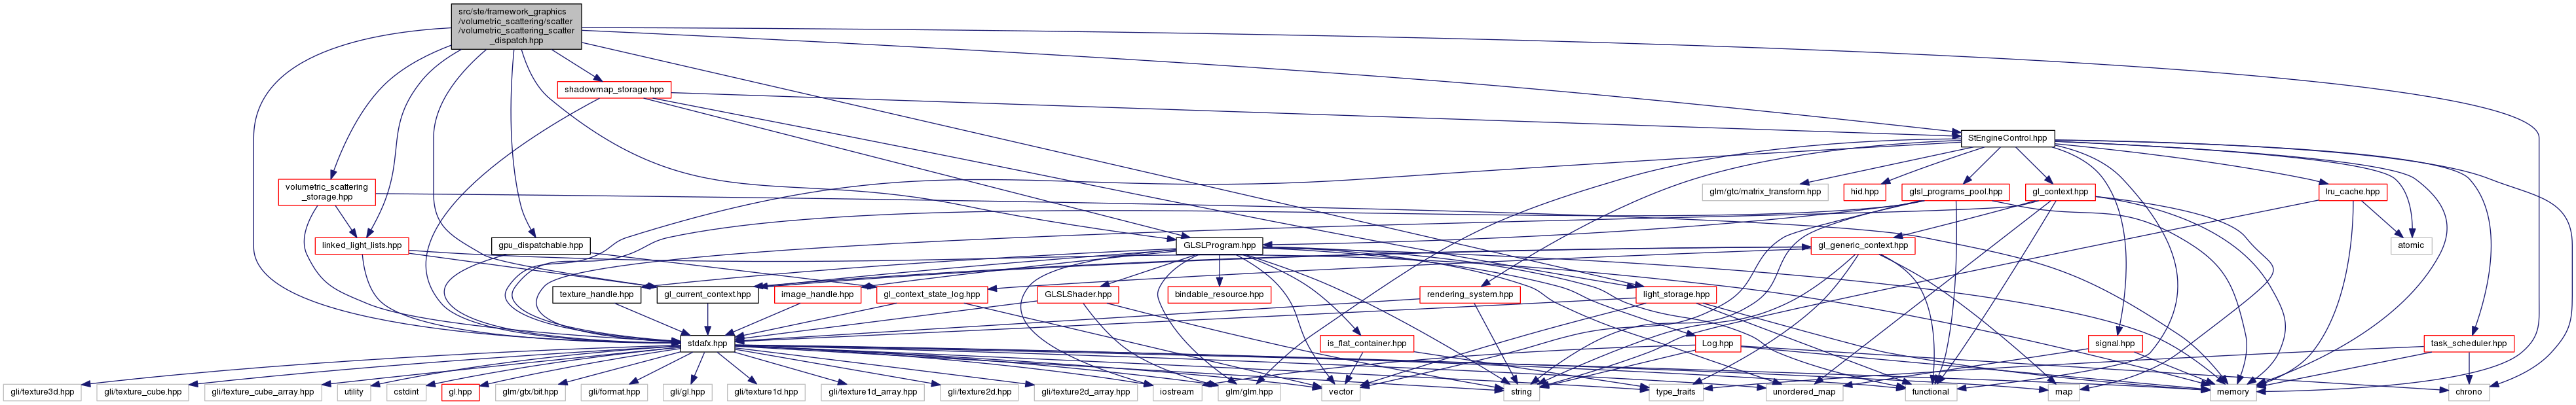 src/ste/framework_graphics
/volumetric_scattering/scatter
/volumetric_scattering_scatter
_dispatch.hpp
shadowmap_storage.hpp
StEngineControl.hpp
volumetric_scattering
_storage.hpp
glm/gtc/matrix_transform.hpp
hid.hpp
glsl_programs_pool.hpp
gl_context.hpp
lru_cache.hpp
linked_light_lists.hpp
gpu_dispatchable.hpp
GLSLProgram.hpp
gl_generic_context.hpp
atomic
texture_handle.hpp
gl_current_context.hpp
image_handle.hpp
gl_context_state_log.hpp
GLSLShader.hpp
bindable_resource.hpp
rendering_system.hpp
light_storage.hpp
stdafx.hpp
is_flat_container.hpp
Log.hpp
signal.hpp
task_scheduler.hpp
gli/texture3d.hpp
gli/texture_cube.hpp
gli/texture_cube_array.hpp
utility
cstdint
gl.hpp
glm/gtx/bit.hpp
gli/format.hpp
gli/gl.hpp
gli/texture1d.hpp
gli/texture1d_array.hpp
gli/texture2d.hpp
gli/texture2d_array.hpp
iostream
glm/glm.hpp
vector
string
type_traits
unordered_map
functional
map
memory
chrono